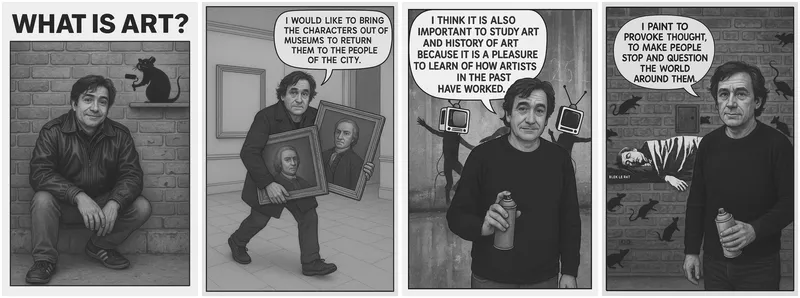 WHAT IS ART?
I WOULD LIKE TO BRING
THE CHARACTERS OUT OF
MUSEUMS TO RETURN
THEM TO THE PEOPLE
OF THE CITY.
I THINK IT IS ALSO
IMPORTANT TO STUDY ART
AND HISTORY OF ART
BECAUSE IT IS A PLEASURE
TO LEARN OF HOW ARTISTS
IN THE PAST
HAVE WORKED.
I PAINT TO
PROVOKE THOUGHT,
TO MAKE PEOPLE
STOP AND QUESTION
THE WORLD
AROUND THEM.
BLEK LE RAT